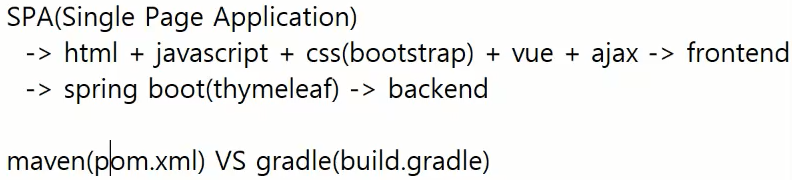 SPA(Single Page Application)
-> html + javascript + css(bootstrap) + vue + ajax -> frontend
-> spring boot(thymeleaf) -> backend
maven(pom.xml) VS gradle(build.gradle)